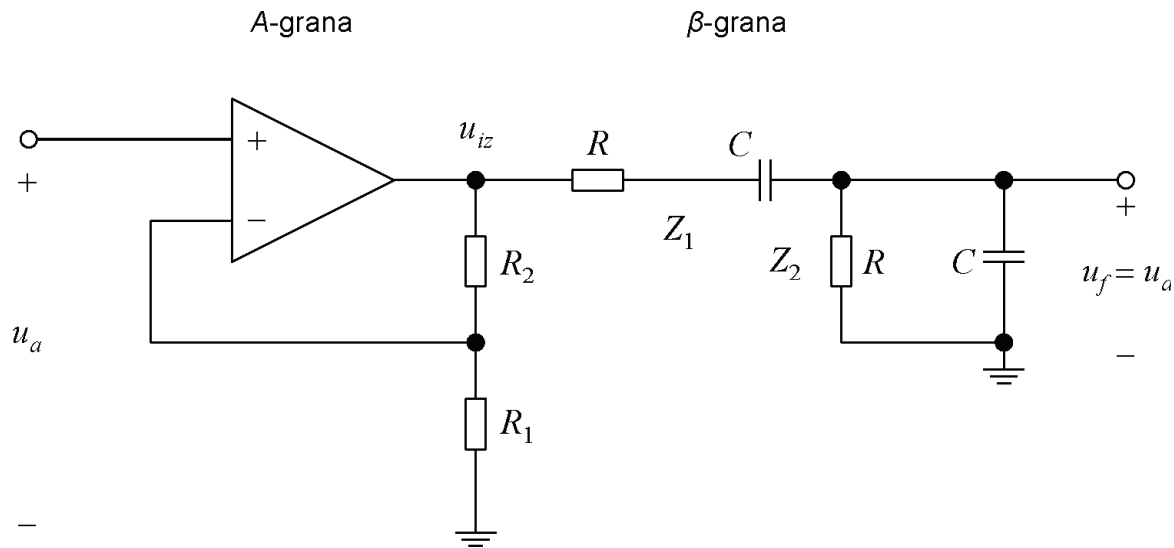 A-grana
β-grana
u_iz
R
C
+
+
−
Z_1
R_2
Z_2
R
C
+
u_f = u_a
u_a
−
R_1
−